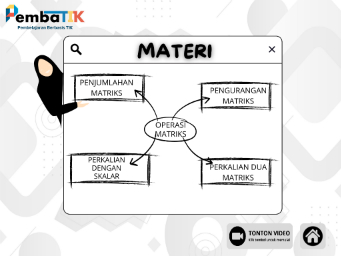 PembaTIK
Pembelajaran Berbasis TIK
MATERI
PENJUMLAHAN
MATRIKS
PENGURANGAN
MATRIKS
OPERASI
MATRIKS
PERKALIAN
DENGAN
SKALAR
PERKALIAN DUA
MATRIKS
TONTON VIDEO